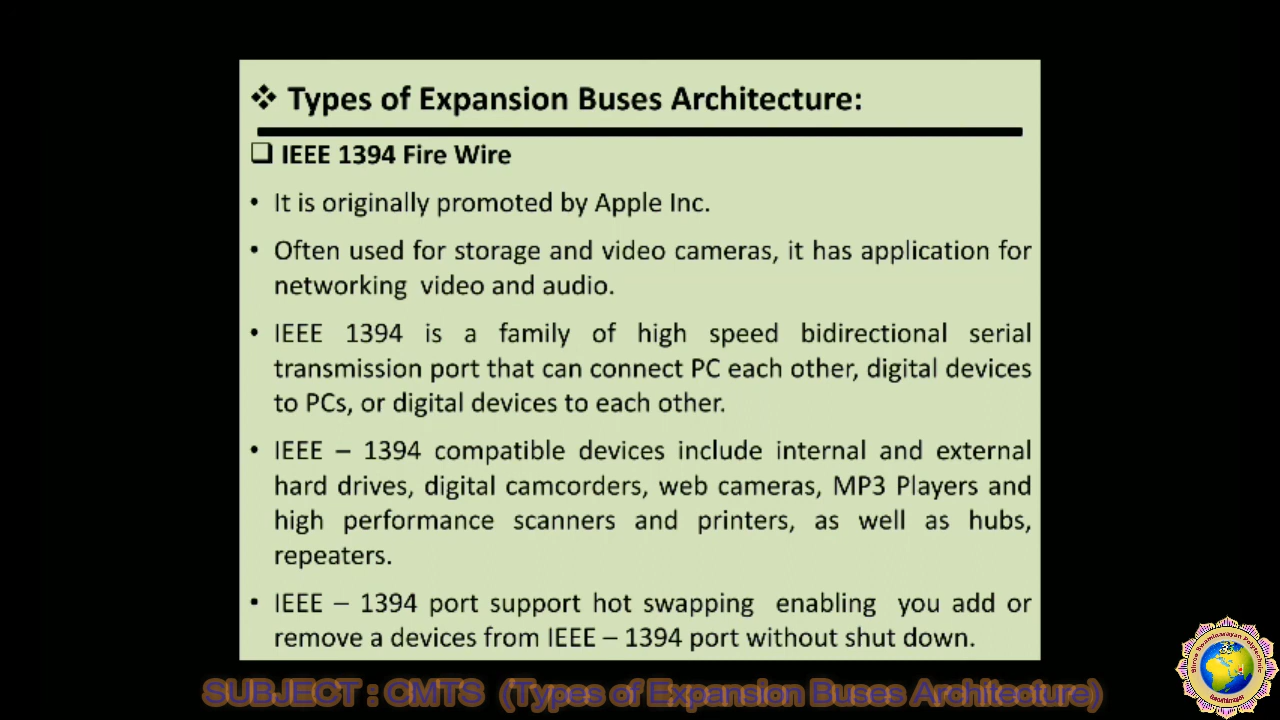 ❖ Types of Expansion Buses Architecture:
❑ IEEE 1394 Fire Wire
• It is originally promoted by Apple Inc.
• Often used for storage and video cameras, it has application for
networking video and audio.
• IEEE 1394 is a family of high speed bidirectional serial
transmission port that can connect PC each other, digital devices
to PCs, or digital devices to each other.
• IEEE – 1394 compatible devices include internal and external
hard drives, digital camcorders, web cameras, MP3 Players and
high performance scanners and printers, as well as hubs,
repeaters.
• IEEE – 1394 port support hot swapping enabling you add or
remove a devices from IEEE – 1394 port without shut down.
SUBJECT : CMTS (Types of Expansion Buses Architecture)